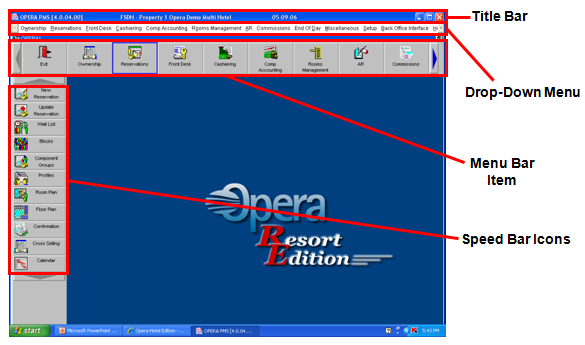 OPERA PMS [4.0.04.00] FSDH - Property 1 Opera Demo Multi Hotel 05-09-06
Title Bar
Ownership Reservations Front Desk Cashiering Comp Accounting Rooms Management AR Commissions End Of Day Miscellaneous Setup Back Office Interface
Exit
Ownership
Reservations
Front Desk
Cashiering
Comp
Accounting
Rooms
Management
AR
Commissions
Drop-Down Menu
New
Reservation
Update
Reservation
Wait List
Blocks
Component
Groups
Profiles
Room Plan
Floor Plan
Confirmation
Cross Selling
Calendar
Menu Bar
Item
Speed Bar Icons
Opera
Resort
Edition
start
Microsoft PowerPoint ...
Opera Hotel Edition - ...
OPERA PMS [4.0.04....
5:43 PM